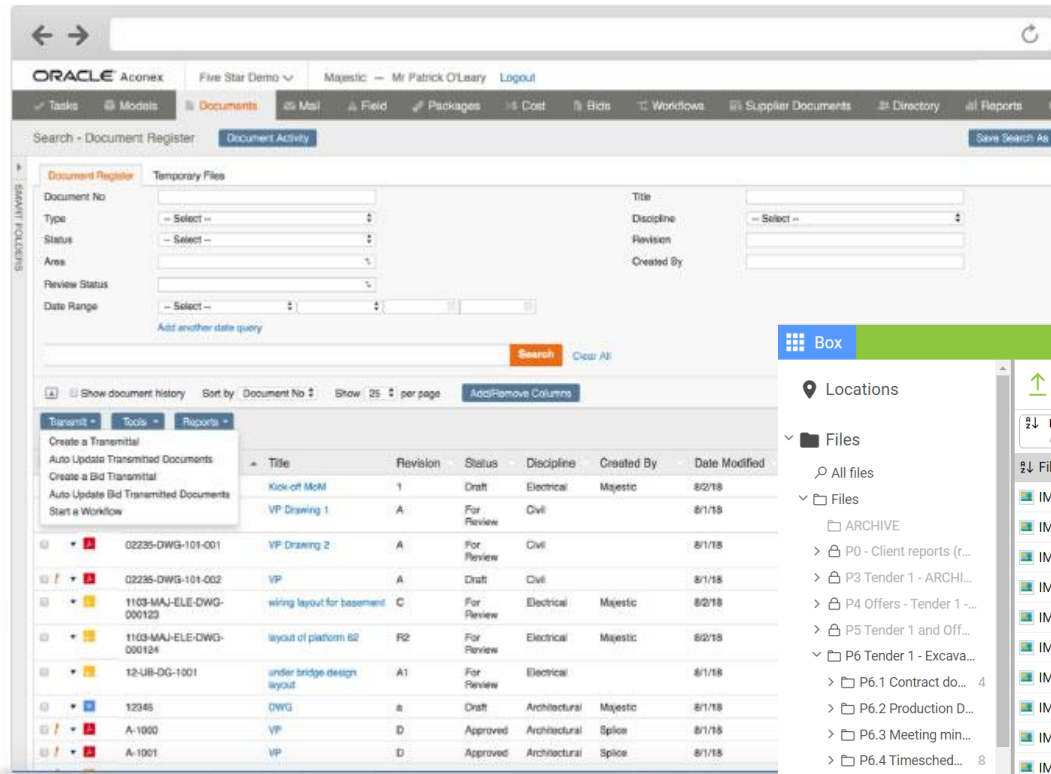 ORACLE Aconex Five Star Demo Majestic — Mr Patrick O'Leary Logout
Tasks Models Documents Mail Field Packages Cost Bids Workflows Supplier Documents Directory Reports
Search - Document Register Document Activity Save Search As
SMART FOLDERS
Document Register Temporary Files
Document No Title
Type -- Select -- Discipline -- Select --
Status -- Select -- Revision
Area Created By
Review Status
Date Range -- Select --
Add another date query
Search Clear All
Show document history Sort by Document No Show 25 per page Add/Remove Columns
Transmit Tools Reports
Create a Transmittal
Auto Update Transmitted Documents
Create a Bid Transmittal
Auto Update Bid Transmitted Documents
Start a Workflow
Title Revision Status Discipline Created By Date Modified
Kick-off MoM 1 Draft Electrical Majestic 8/2/18
VP Drawing 1 A For Review Civil 8/1/18
02235-DWG-101-001 VP Drawing 2 A For Review Civil 8/1/18
02235-DWG-101-002 VP A Draft Civil 8/1/18
1103-MAJ-ELE-DWG-000123 wiring layout for basement C For Review Electrical Majestic 8/2/18
1103-MAJ-ELE-DWG-000124 layout of platform 62 R2 For Review Electrical Majestic 8/2/18
12-UB-DG-1001 under bridge design layout A1 For Review Electrical 8/1/18
12345 DWG a Draft Architectural Majestic 8/1/18
A-1000 VP D Approved Architectural Splice 8/1/18
A-1001 VP D Approved Architectural Splice 8/1/18
Box
Locations
Files
All files
Files
ARCHIVE
P0 - Client reports (r...
P3 Tender 1 - ARCHI...
P4 Offers - Tender 1 -...
P5 Tender 1 and Off...
P6 Tender 1 - Excava...
P6.1 Contract do... 4
P6.2 Production D...
P6.3 Meeting min...
P6.4 Timesched... 8
Fil
IM
IM
IM
IM
IM
IM
IM
IM
IM
IM